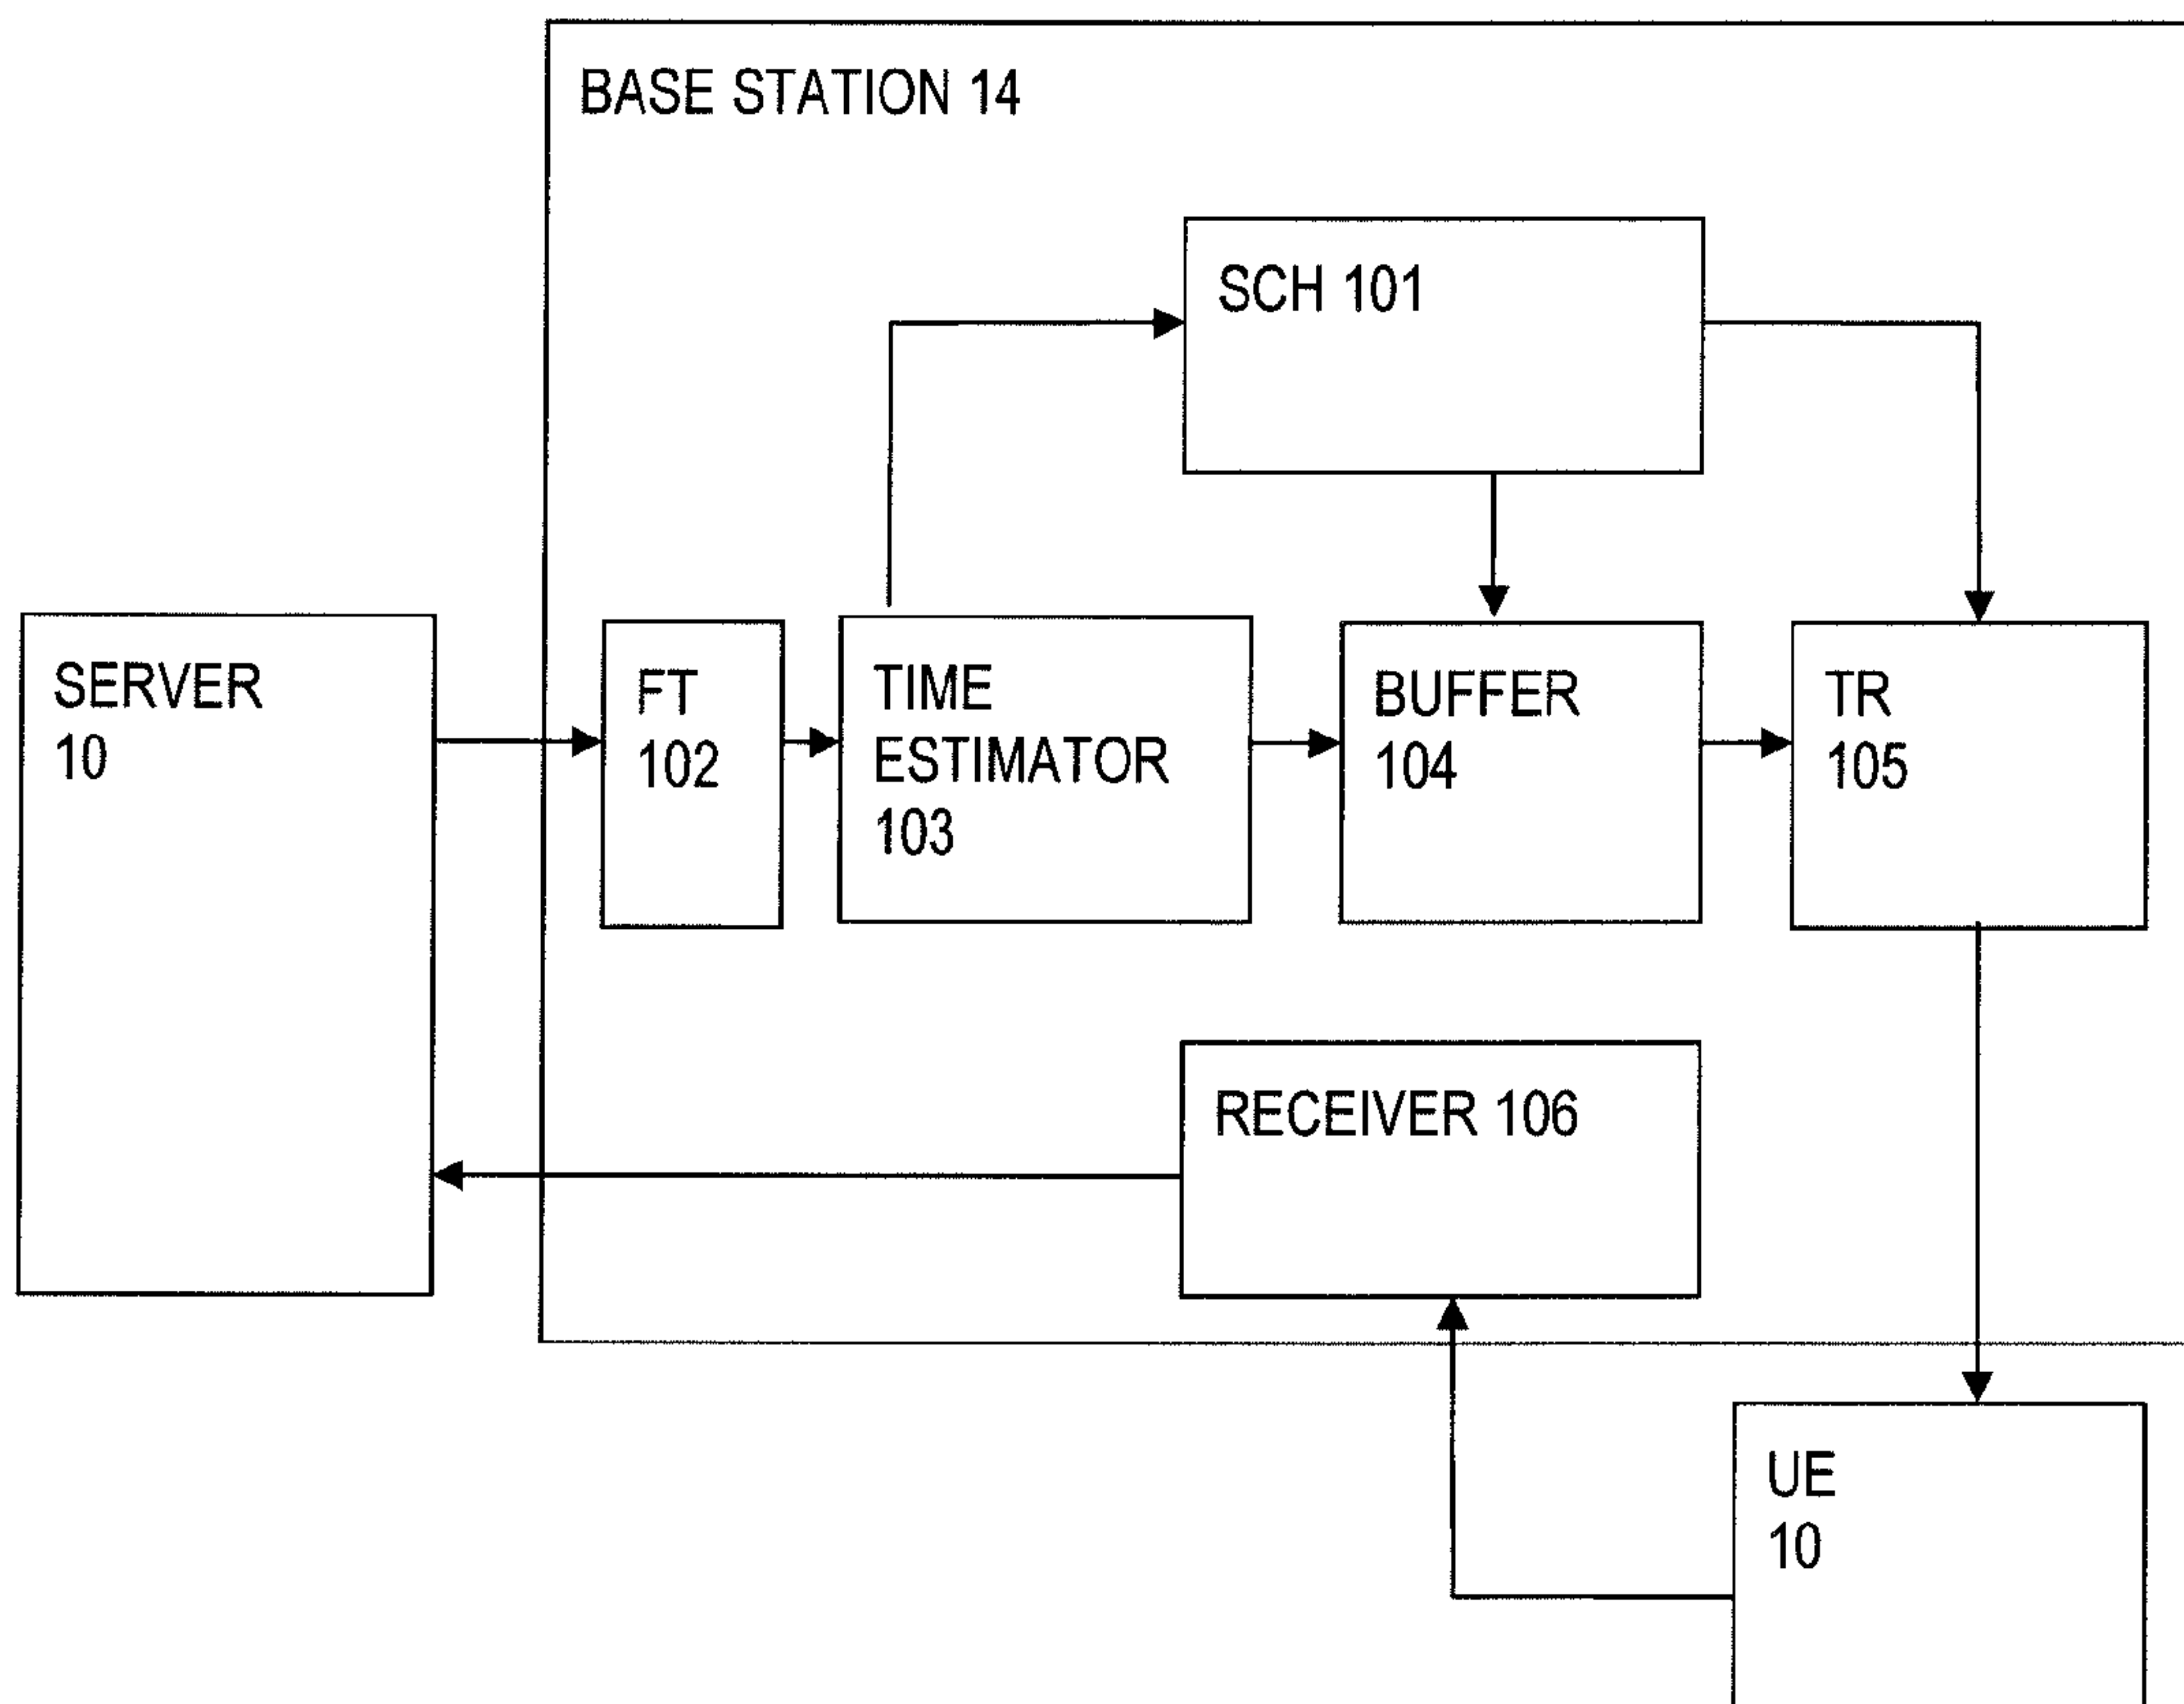 BASE STATION 14
SCH 101
SERVER
10
FT
102
TIME
ESTIMATOR
103
BUFFER
104
TR
105
RECEIVER 106
UE
10